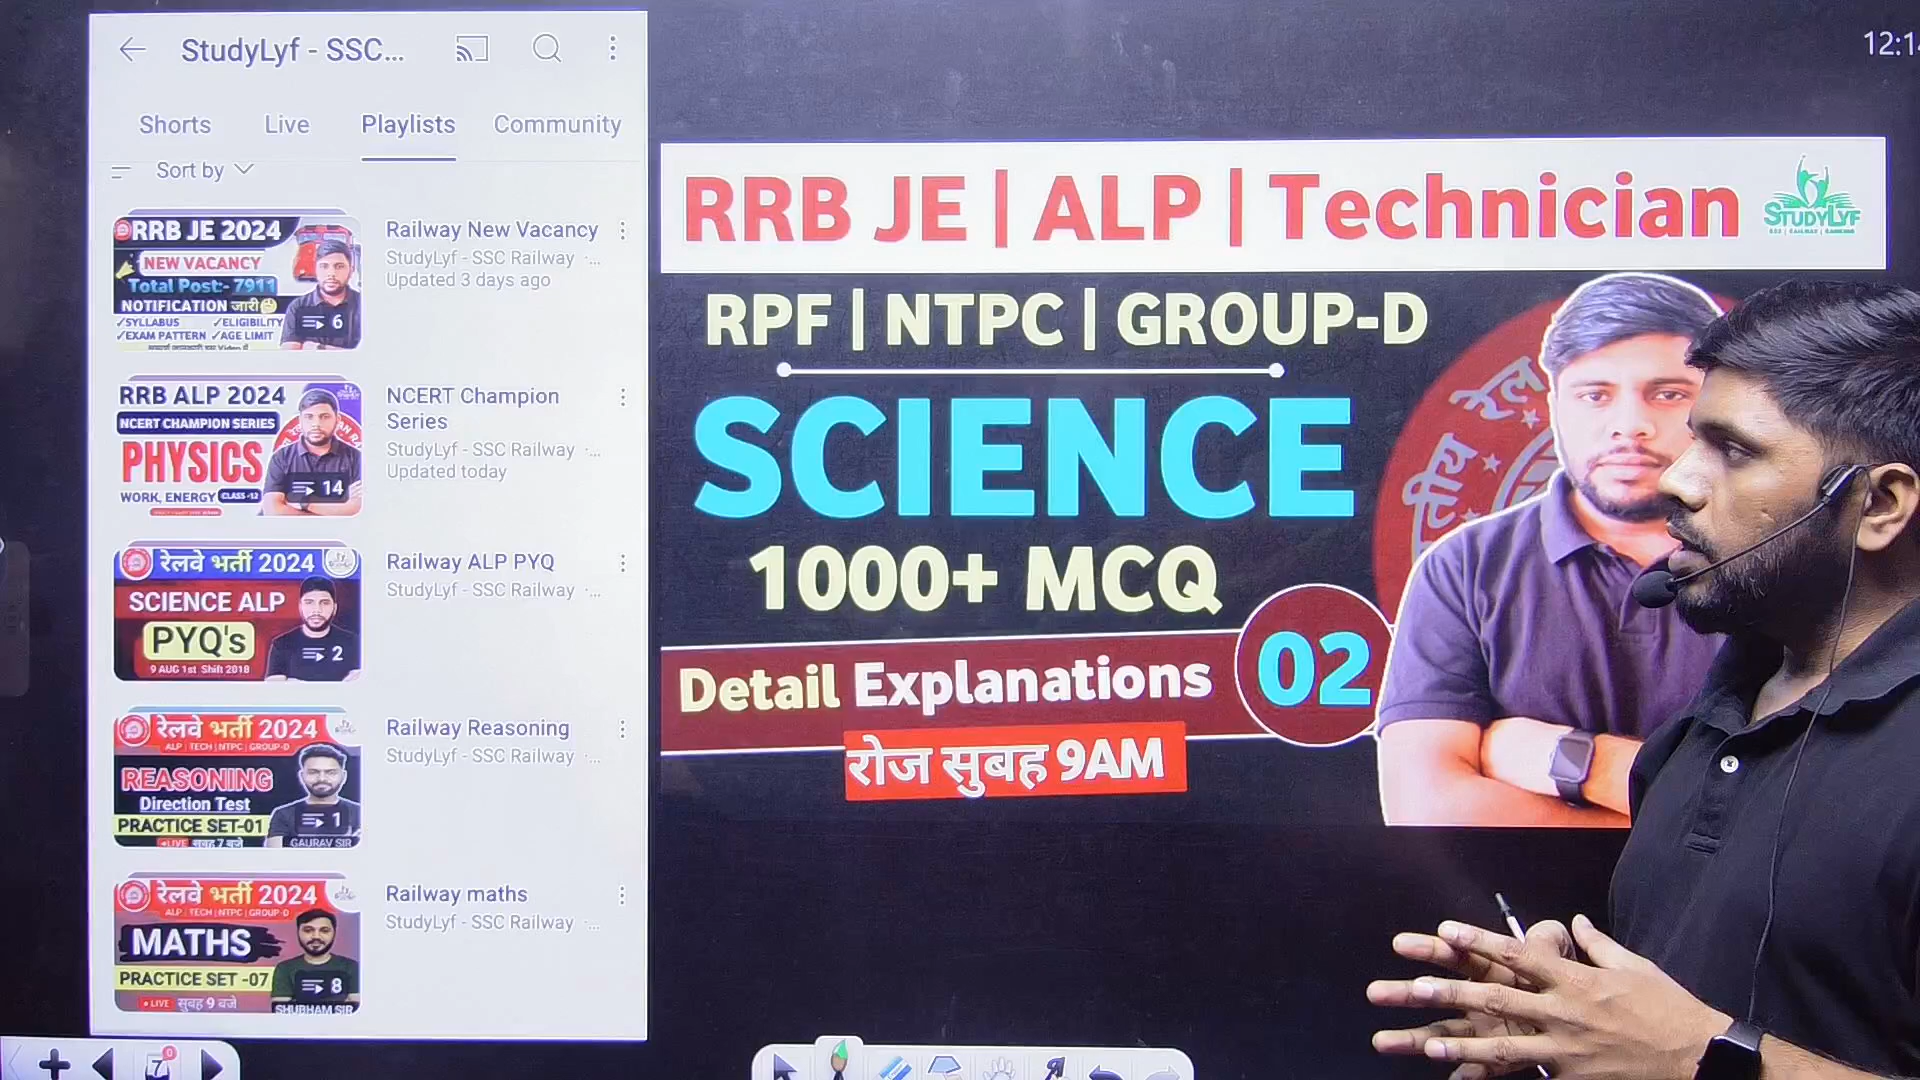 StudyLyf - SSC...
Shorts Live Playlists Community
Sort by
RRB JE 2024
NEW VACANCY
Total Post:- 7911
NOTIFICATION जारी
✓SYLLABUS ✓ELIGIBILITY
✓EXAM PATTERN ✓AGE LIMIT
6
Railway New Vacancy
StudyLyf - SSC Railway ·...
Updated 3 days ago
RRB ALP 2024
NCERT CHAMPION SERIES
PHYSICS
WORK, ENERGY CLASS -12
14
NCERT Champion
Series
StudyLyf - SSC Railway ·...
Updated today
रेलवे भर्ती 2024
SCIENCE ALP
PYQ's
9 AUG 1st Shift 2018
2
Railway ALP PYQ
StudyLyf - SSC Railway ·...
रेलवे भर्ती 2024
ALP | TECH | NTPC | GROUP-D
REASONING
Direction Test
PRACTICE SET-01
LIVE सुबह 7 बजे
1
GAURAV SIR
Railway Reasoning
StudyLyf - SSC Railway ·...
रेलवे भर्ती 2024
ALP | TECH | NTPC | GROUP-D
MATHS
PRACTICE SET -07
LIVE सुबह 9 बजे
8
SHUBHAM SIR
Railway maths
StudyLyf - SSC Railway ·...
7
0
12:1
RRB JE | ALP | Technician
STUDYLYF
RPF | NTPC | GROUP-D
SCIENCE
1000+ MCQ
Detail Explanations
02
रोज सुबह 9AM
तीय रेल